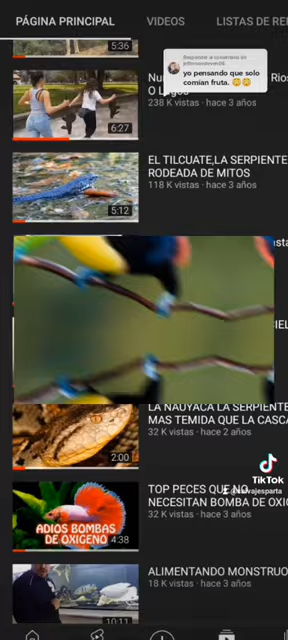 PÁGINA PRINCIPAL VIDEOS LISTAS DE RE
5:36
Responder al comentario de
yo pensando que solo
comían fruta. 😳😳
Nu
O L
238 K vistas · hace 3 años
6:27
EL TILCUATE,LA SERPIENTE
RODEADA DE MITOS
118 K vistas · hace 3 años
5:12
LA NAUYACA LA SERPIENTE
MAS TEMIDA QUE LA CASCA
32 K vistas · hace 2 años
2:00
TikTok
TOP PECES QUE NO
NECESITAN BOMBA DE OXIG
32 K vistas · hace 3 años
ADIOS BOMBAS
DE OXIGENO
4:38
ALIMENTANDO MONSTRUO
18 K vistas · hace 3 años
10:11